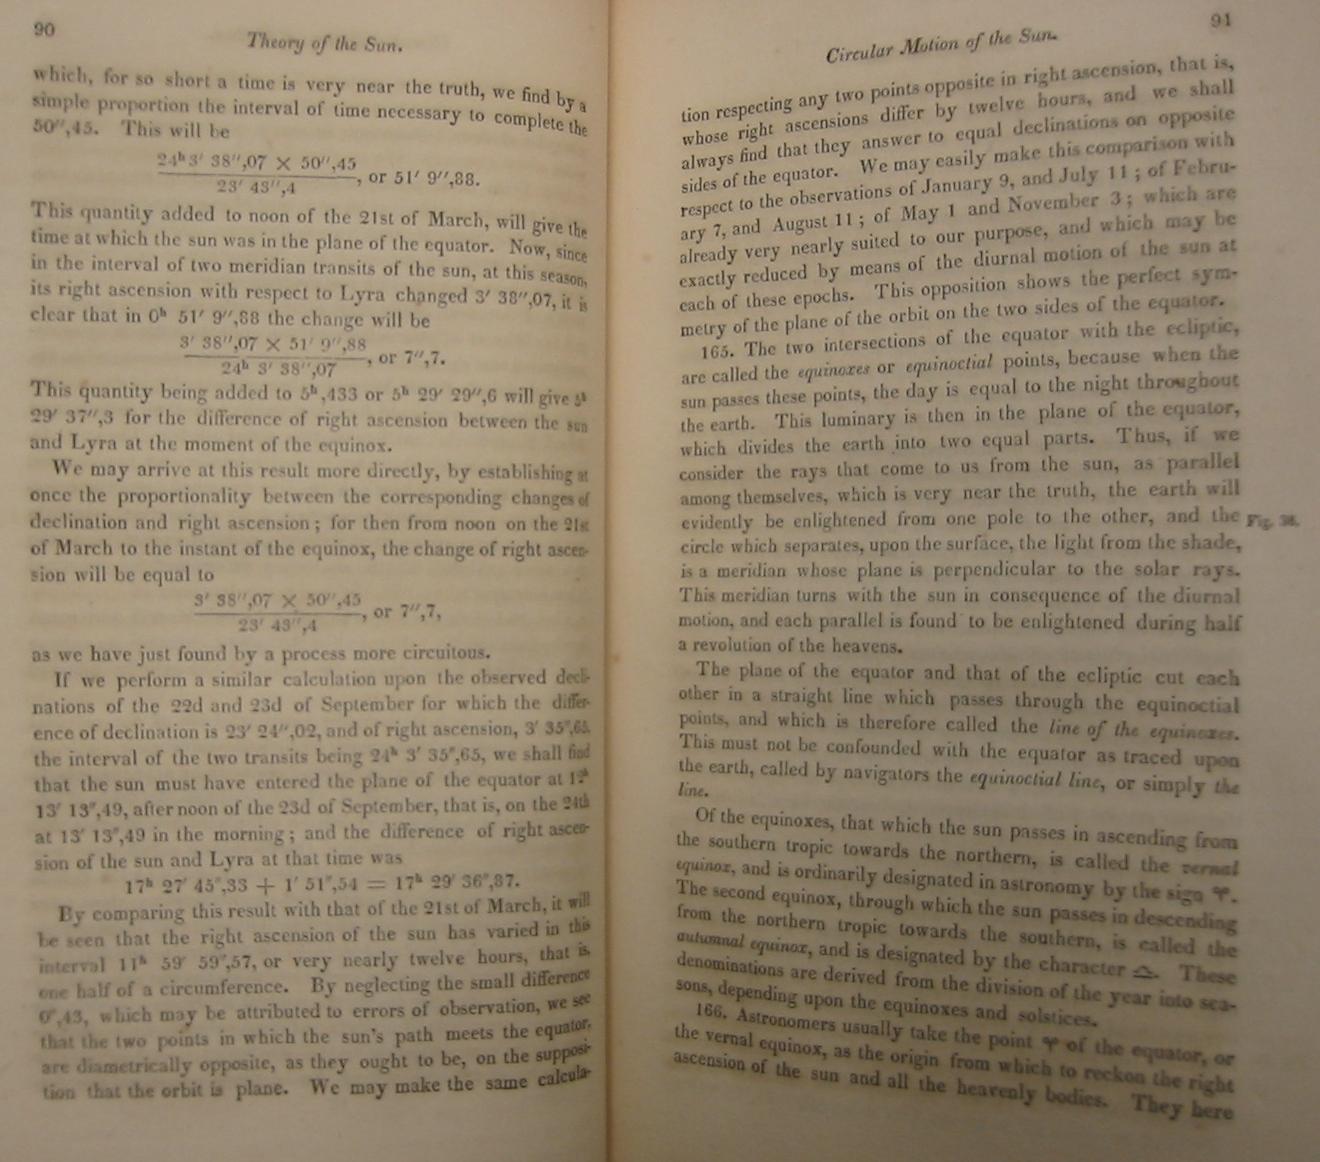 90
Theory of the Sun.
which, for so short a time is very near the truth, we find by a
simple proportion the interval of time necessary to complete the
50″,45. This will be
24ʰ 3′ 38″,07 × 50″,45
23′ 43″,4
, or 51′ 9″,88.
This quantity added to noon of the 21st of March, will give the
time at which the sun was in the plane of the equator. Now, since
in the interval of two meridian transits of the sun, at this season,
its right ascension with respect to Lyra changed 3′ 38″,07, it is
clear that in 0ʰ 51′ 9″,88 the change will be
3′ 38″,07 × 51′ 9″,88
24ʰ 3′ 38″,07
, or 7″,7.
This quantity being added to 5ʰ,433 or 5ʰ 29′ 29″,6 will give 5ʰ
29′ 37″,3 for the difference of right ascension between the sun
and Lyra at the moment of the equinox.
We may arrive at this result more directly, by establishing at
once the proportionality between the corresponding changes of
declination and right ascension; for then from noon on the 21st
of March to the instant of the equinox, the change of right ascen-
sion will be equal to
3′ 38″,07 × 50″,45
23′ 43″,4
, or 7″,7,
as we have just found by a process more circuitous.
If we perform a similar calculation upon the observed decli-
nations of the 22d and 23d of September for which the differ-
ence of declination is 23′ 24″,02, and of right ascension, 3′ 35″,65,
the interval of the two transits being 24ʰ 3′ 35″,65, we shall find
that the sun must have entered the plane of the equator at 12ʰ
13′ 13″,49, after noon of the 23d of September, that is, on the 24th
at 13′ 13″,49 in the morning; and the difference of right ascen-
sion of the sun and Lyra at that time was
17ʰ 27′ 45″,33 + 1′ 51″,54 = 17ʰ 29′ 36″,87.
By comparing this result with that of the 21st of March, it will
be seen that the right ascension of the sun has varied in this
interval 11ʰ 59′ 59″,57, or very nearly twelve hours, that is,
one half of a circumference. By neglecting the small difference
0″,43, which may be attributed to errors of observation, we see
that the two points in which the sun's path meets the equator,
are diametrically opposite, as they ought to be, on the supposi-
tion that the orbit is plane. We may make the same calcula-
91
Circular Motion of the Sun.
tion respecting any two points opposite in right ascension, that is,
whose right ascensions differ by twelve hours, and we shall
always find that they answer to equal declinations on opposite
sides of the equator. We may easily make this comparison with
respect to the observations of January 9, and July 11; of Febru-
ary 7, and August 11; of May 1 and November 3; which are
already very nearly suited to our purpose, and which may be
exactly reduced by means of the diurnal motion of the sun at
each of these epochs. This opposition shows the perfect sym-
metry of the plane of the orbit on the two sides of the equator.
165. The two intersections of the equator with the ecliptic,
are called the equinoxes or equinoctial points, because when the
sun passes these points, the day is equal to the night throughout
the earth. This luminary is then in the plane of the equator,
which divides the earth into two equal parts. Thus, if we
consider the rays that come to us from the sun, as parallel
among themselves, which is very near the truth, the earth will
evidently be enlightened from one pole to the other, and the
Fig.
circle which separates, upon the surface, the light from the shade,
is a meridian whose plane is perpendicular to the solar rays.
This meridian turns with the sun in consequence of the diurnal
motion, and each parallel is found to be enlightened during half
a revolution of the heavens.
The plane of the equator and that of the ecliptic cut each
other in a straight line which passes through the equinoctial
points, and which is therefore called the line of the equinoxes.
This must not be confounded with the equator as traced upon
the earth, called by navigators the equinoctial line, or simply the
line.
Of the equinoxes, that which the sun passes in ascending from
the southern tropic towards the northern, is called the vernal
equinox, and is ordinarily designated in astronomy by the sign ♈.
The second equinox, through which the sun passes in descending
from the northern tropic towards the southern, is called the
autumnal equinox, and is designated by the character ♎. These
denominations are derived from the division of the year into sea-
sons, depending upon the equinoxes and solstices.
166. Astronomers usually take the point ♈ of the equator, or
the vernal equinox, as the origin from which to reckon the right
ascension of the sun and all the heavenly bodies. They here